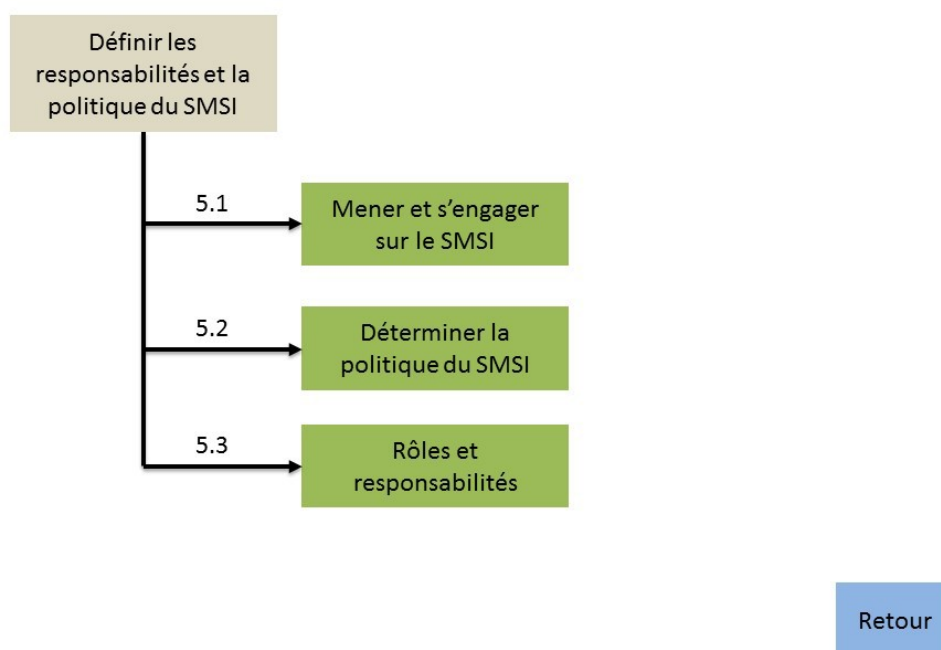 Définir les
responsabilités et la
politique du SMSI
5.1
Mener et s’engager
sur le SMSI
5.2
Déterminer la
politique du SMSI
5.3
Rôles et
responsabilités
Retour